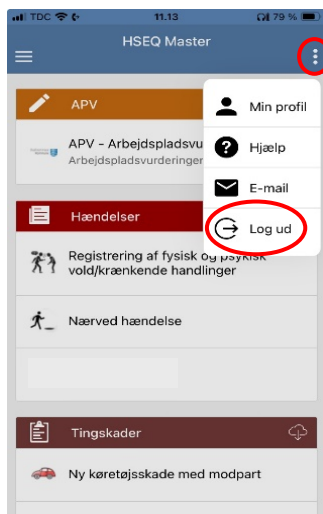 TDC 11.13 79 %
HSEQ Master
APV
Min profil
APV - Arbejdspladsvu
Arbejdspladsvurderinger
Hjælp
E-mail
Log ud
Hændelser
Registrering af fysisk og psykisk
vold/krænkende handlinger
Nærved hændelse
Tingskader
Ny køretøjsskade med modpart